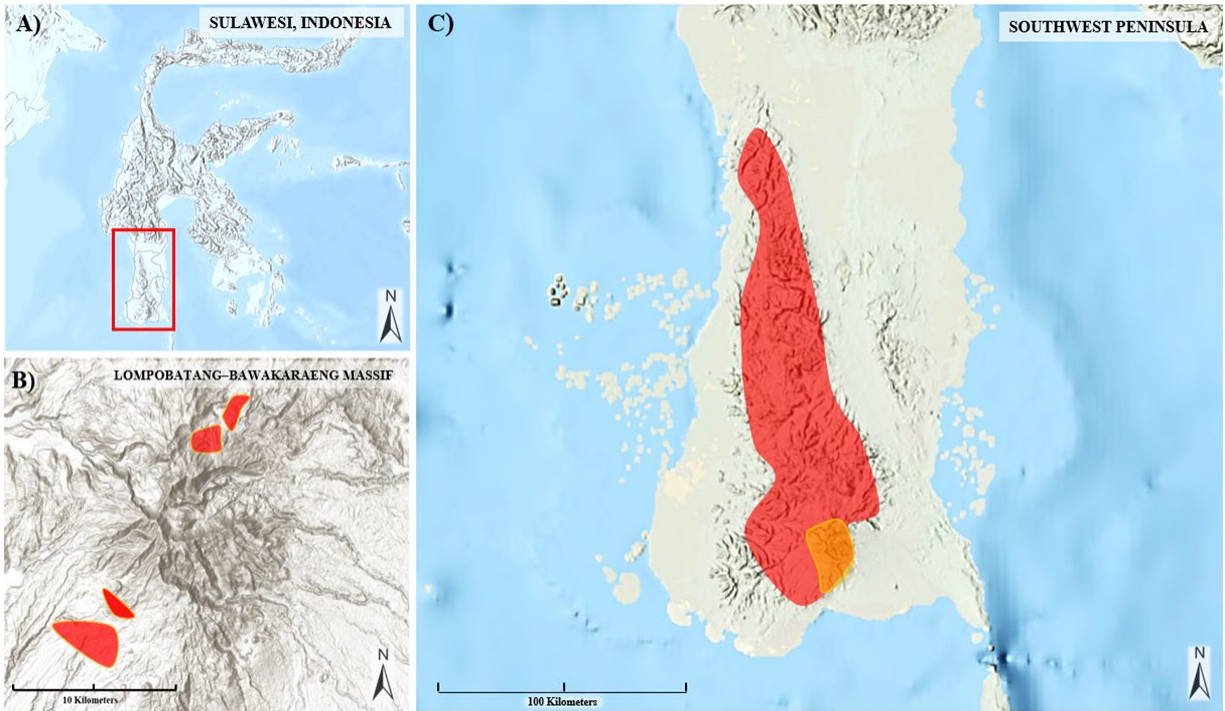 A)
SULAWESI, INDONESIA
N
B)
LOMPOBATANG–BAWAKARAENG MASSIF
N
10 Kilometers
C)
SOUTHWEST PENINSULA
N
100 Kilometers